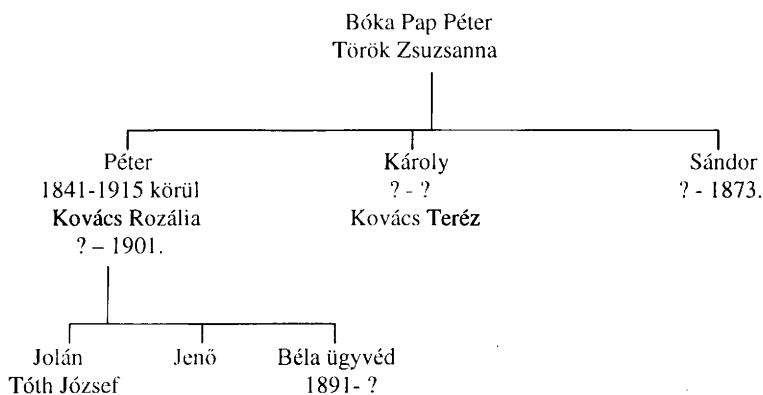 Bóka Pap Péter
Török Zsuzsanna
Péter
1841-1915 körül
Kovács Rozália
? – 1901.
Károly
? - ?
Kovács Teréz
Sándor
? - 1873.
Jolán
Tóth József
Jenő
Béla ügyvéd
1891- ?